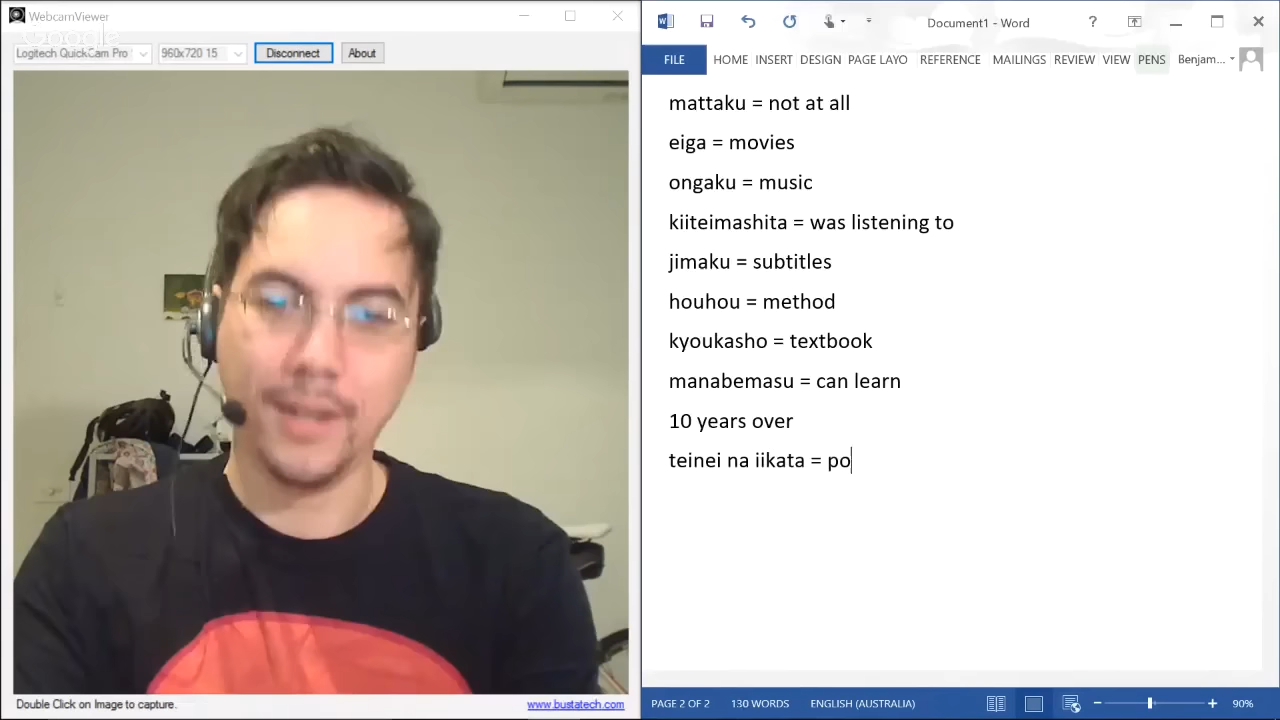 WebcamViewer
Google
Logitech QuickCam Pro
960x720 15
Disconnect
About
Double Click on Image to capture.
www.bustatech.com
Document1 - Word
?
FILE
HOME
INSERT
DESIGN
PAGE LAYO
REFERENCE
MAILINGS
REVIEW
VIEW
PENS
Benjam...
mattaku = not at all
eiga = movies
ongaku = music
kiiteimashita = was listening to
jimaku = subtitles
houhou = method
kyoukasho = textbook
manabemasu = can learn
10 years over
teinei na iikata = po
PAGE 2 OF 2
130 WORDS
ENGLISH (AUSTRALIA)
90%